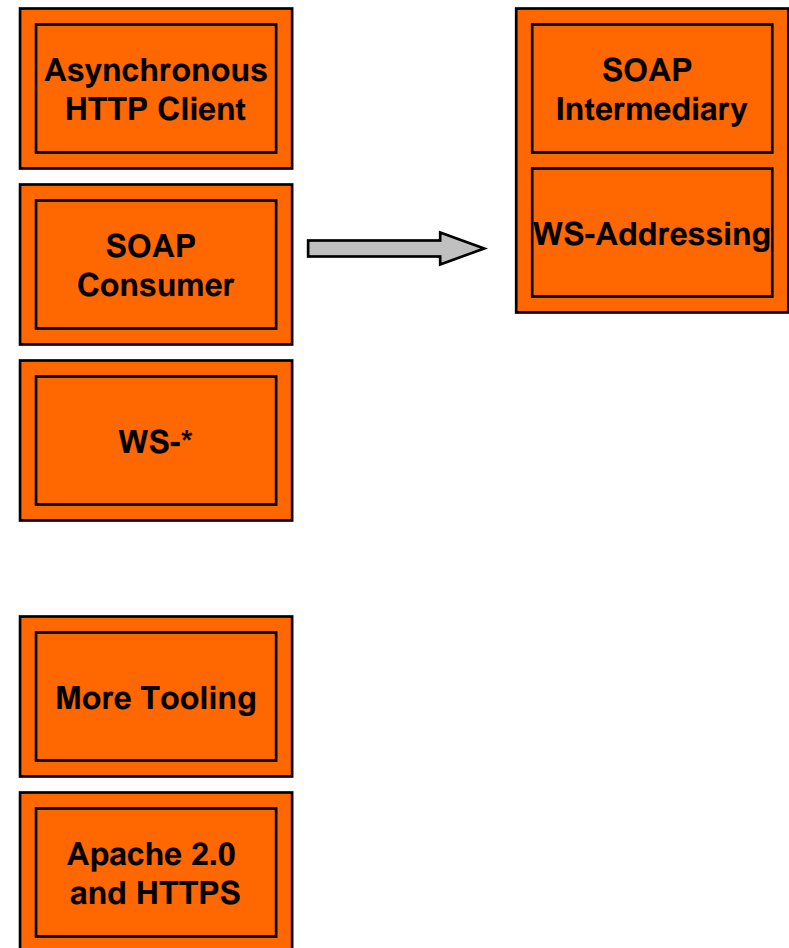 Asynchronous
HTTP Client
SOAP
Consumer
WS-*
More Tooling
Apache 2.0
and HTTPS
SOAP
Intermediary
WS-Addressing